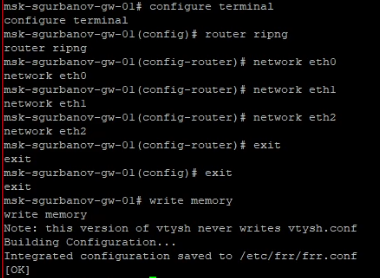 msk-sgurbanov-gw-01# configure terminal
configure terminal
msk-sgurbanov-gw-01(config)# router ripng
router ripng
msk-sgurbanov-gw-01(config-router)# network eth0
network eth0
msk-sgurbanov-gw-01(config-router)# network eth1
network eth1
msk-sgurbanov-gw-01(config-router)# network eth2
network eth2
msk-sgurbanov-gw-01(config-router)# exit
exit
msk-sgurbanov-gw-01(config)# exit
exit
msk-sgurbanov-gw-01# write memory
write memory
Note: this version of vtysh never writes vtysh.conf
Building Configuration...
Integrated configuration saved to /etc/frr/frr.conf
[OK]